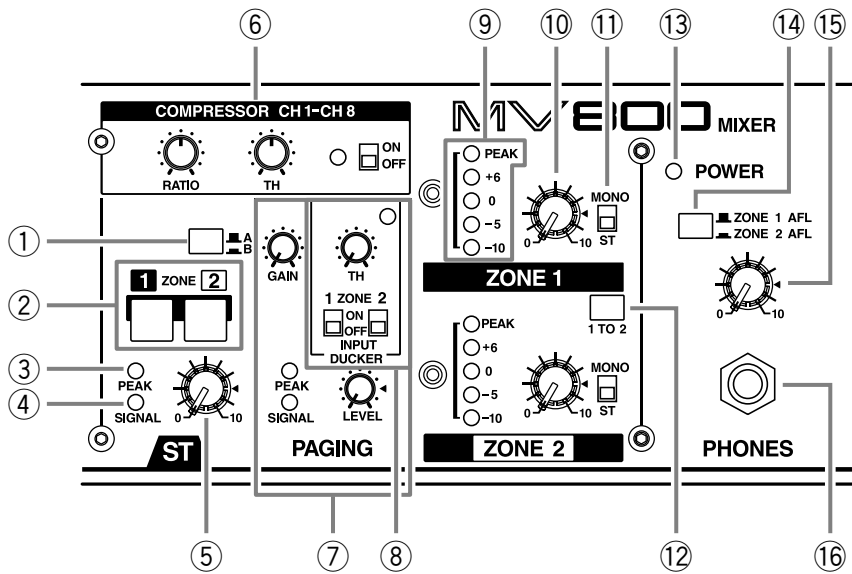 ⑥ ⑨ ⑩ ⑪ ⑬ ⑭ ⑮
COMPRESSOR CH1-CH8
MV800 MIXER
ON
OFF
RATIO TH
PEAK
+6
0
-5
-10
0 10
MONO
ST
POWER
ZONE 1 AFL
ZONE 2 AFL
0 10
① A
B
GAIN
TH
ZONE 1
② 1 ZONE 2
1 ZONE 2
ON
OFF
INPUT
DUCKER
1 TO 2
PEAK
+6
0
-5
-10
0 10
MONO
ST
③ PEAK
④ SIGNAL
0 10
PEAK
SIGNAL
LEVEL
ST
PAGING
ZONE 2
PHONES
⑤ ⑦ ⑧ ⑫ ⑯